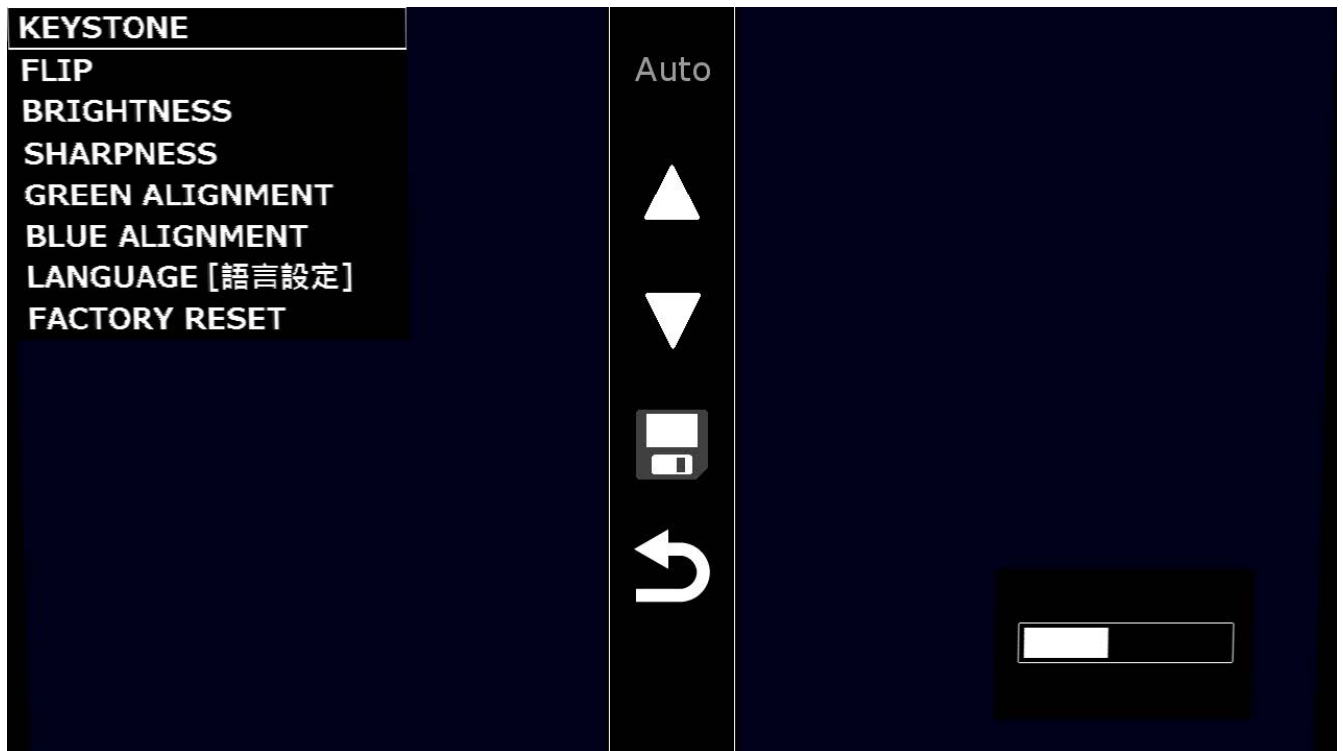 KEYSTONE
FLIP
BRIGHTNESS
SHARPNESS
GREEN ALIGNMENT
BLUE ALIGNMENT
LANGUAGE [語言設定]
FACTORY RESET
Auto